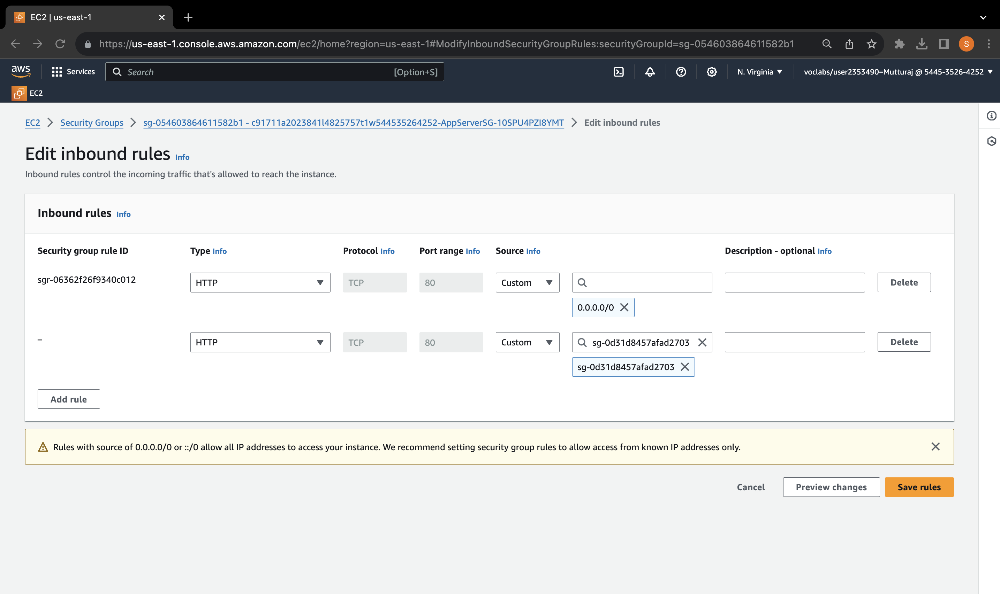 EC2 | us-east-1
https://us-east-1.console.aws.amazon.com/ec2/home?region=us-east-1#ModifyInboundSecurityGroupRules:securityGroupId=sg-054603864611582b1
S
aws Services Search [Option+S] N. Virginia voclabs/user2353490=Mutturaj @ 5445-3526-4252
EC2
EC2 Security Groups sg-054603864611582b1 - c91711a2023841l4825757t1w544535264252-AppServerSG-10SPU4PZI8YMT Edit inbound rules
Edit inbound rules Info
Inbound rules control the incoming traffic that's allowed to reach the instance.
Inbound rules Info
Security group rule ID Type Info Protocol Info Port range Info Source Info Description - optional Info
sgr-06362f26f9340c012 HTTP TCP 80 Custom Delete
0.0.0.0/0
– HTTP TCP 80 Custom sg-0d31d8457afad2703 Delete
sg-0d31d8457afad2703
Add rule
Rules with source of 0.0.0.0/0 or ::/0 allow all IP addresses to access your instance. We recommend setting security group rules to allow access from known IP addresses only.
Cancel Preview changes Save rules